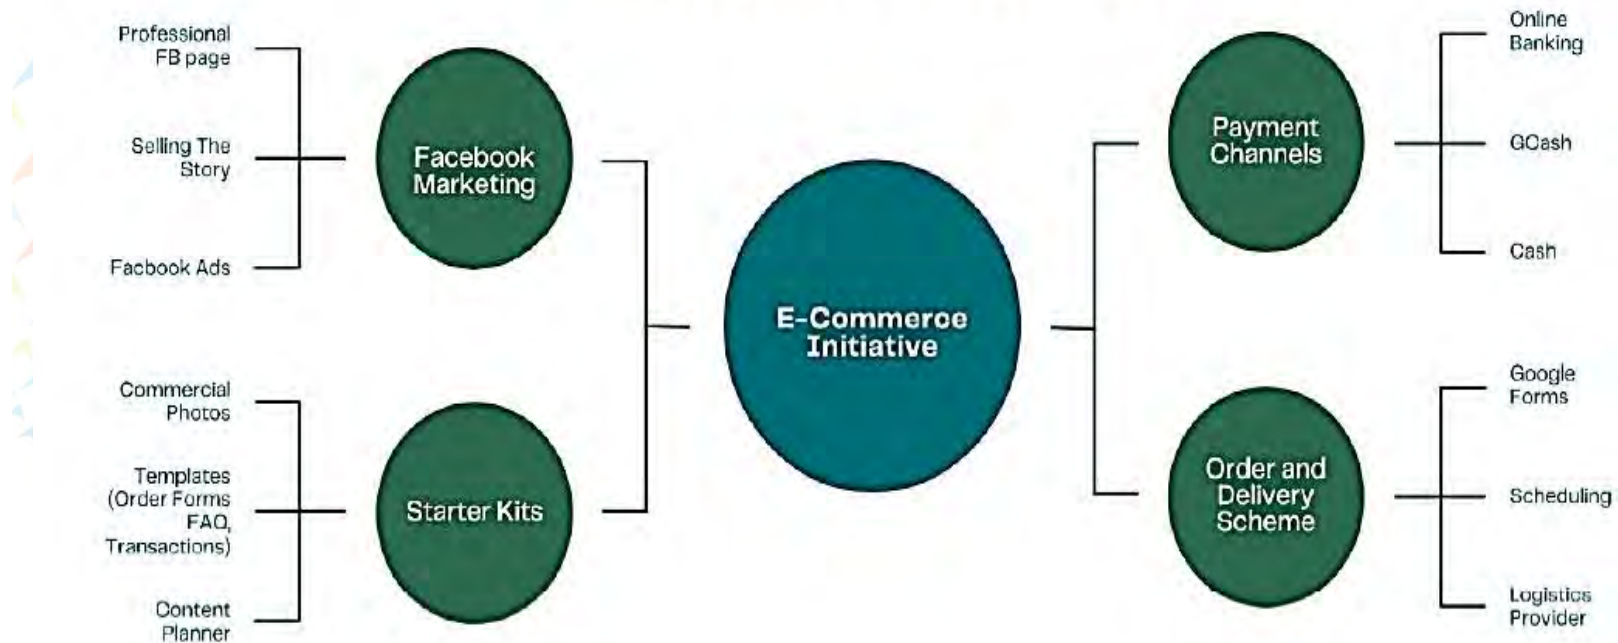 Professional
FB page
Selling The
Story
Facbook Ads
Facebook
Marketing
Commercial
Photos
Templates
(Order Forms
FAQ,
Transactions)
Content
Planner
Starter Kits
E-Commerce
Initiative
Payment
Channels
Online
Banking
GCash
Cash
Order and
Delivery
Scheme
Google
Forms
Scheduling
Logistics
Provider